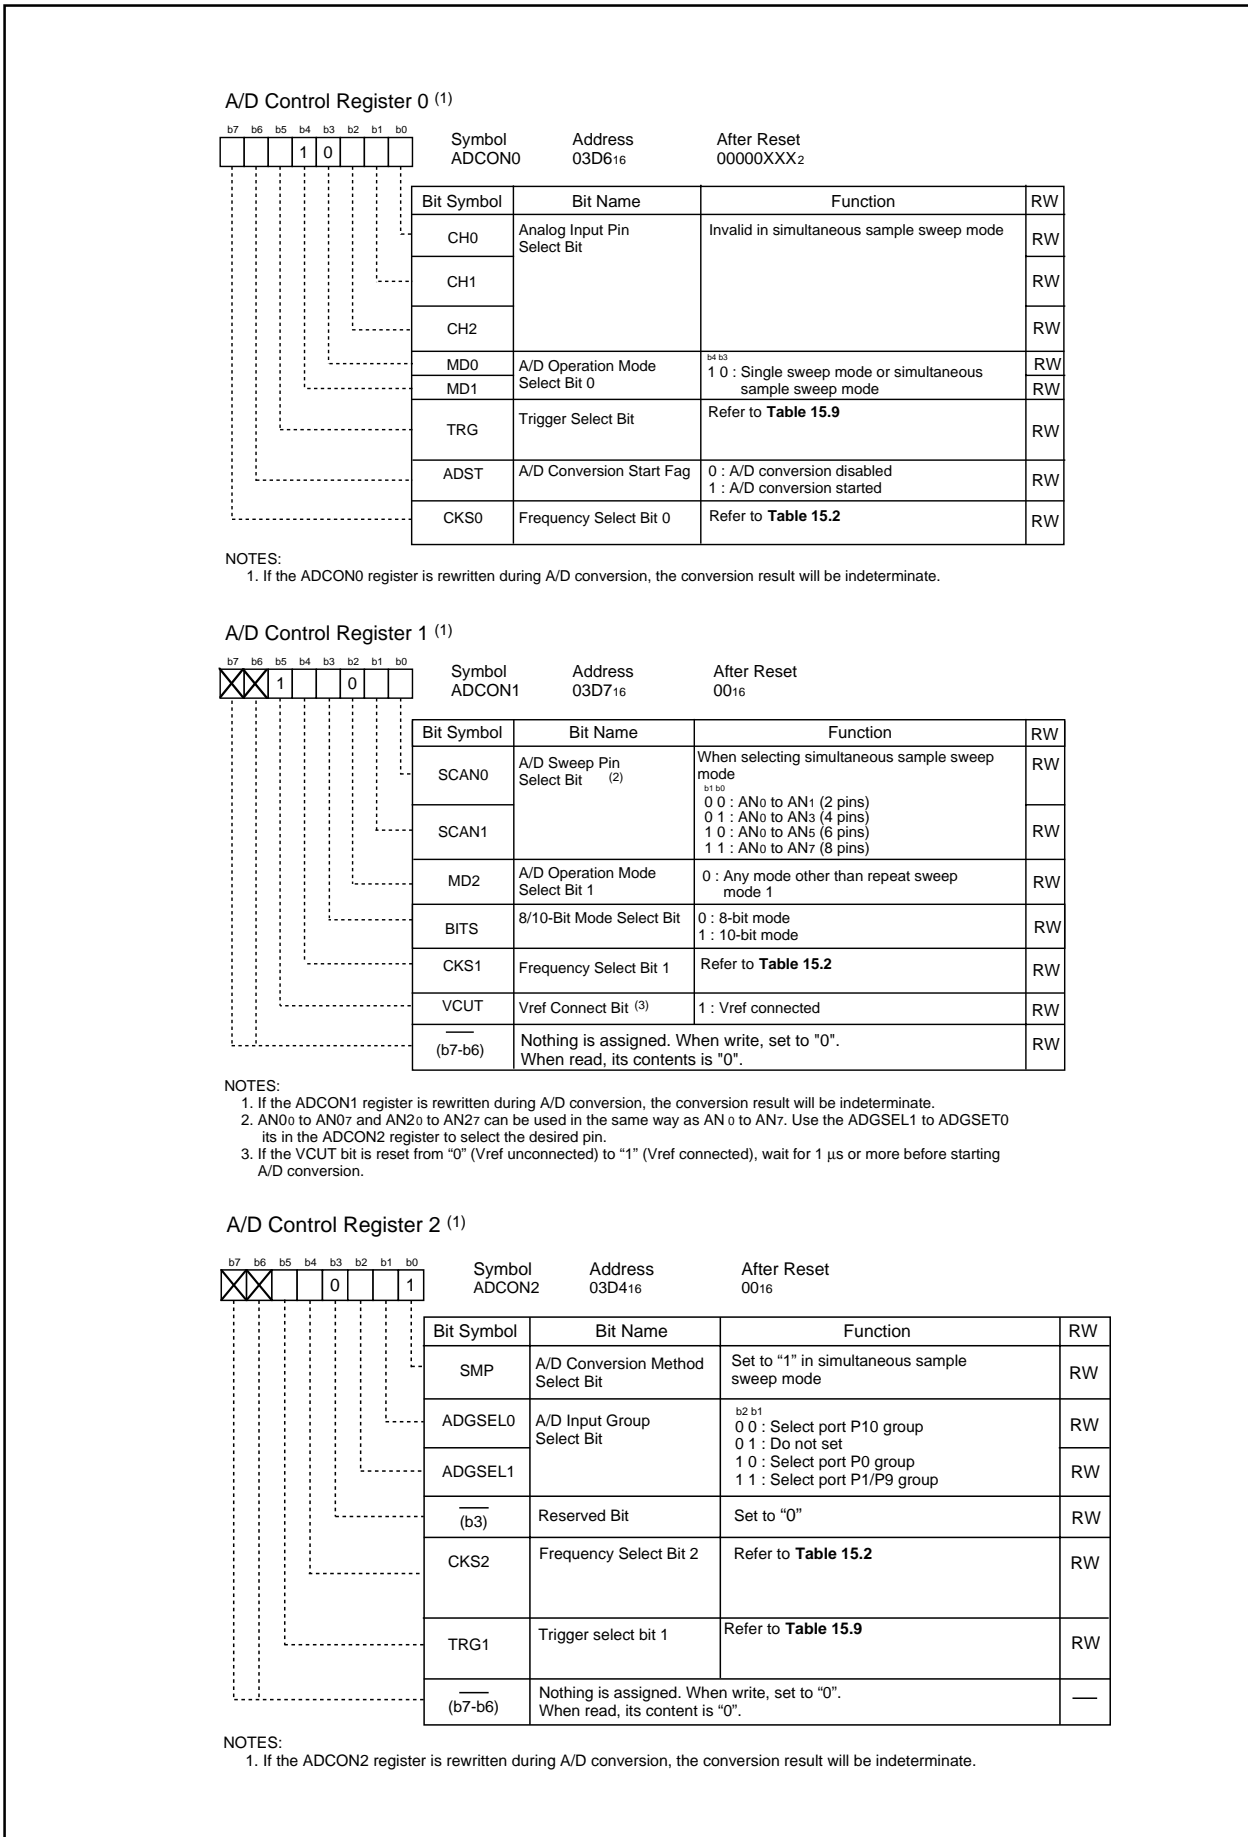 A/D Control Register 0 (1)
b7 b6 b5 b4 b3 b2 b1 b0
1 0
Symbol Address After Reset
ADCON0 03D616 00000XXX2
Bit Symbol Bit Name Function RW
CH0 Analog Input Pin Select Bit Invalid in simultaneous sample sweep mode RW
CH1 RW
CH2 RW
MD0 A/D Operation Mode Select Bit 0 b4 b3 RW
1 0 : Single sweep mode or simultaneous
MD1 sample sweep mode RW
TRG Trigger Select Bit Refer to Table 15.9 RW
ADST A/D Conversion Start Fag 0 : A/D conversion disabled RW
1 : A/D conversion started
CKS0 Frequency Select Bit 0 Refer to Table 15.2 RW
NOTES:
1. If the ADCON0 register is rewritten during A/D conversion, the conversion result will be indeterminate.
A/D Control Register 1 (1)
b7 b6 b5 b4 b3 b2 b1 b0
1 0
Symbol Address After Reset
ADCON1 03D716 0016
Bit Symbol Bit Name Function RW
SCAN0 A/D Sweep Pin Select Bit (2) When selecting simultaneous sample sweep RW
mode
b1 b0
0 0 : AN0 to AN1 (2 pins)
0 1 : AN0 to AN3 (4 pins)
SCAN1 1 0 : AN0 to AN5 (6 pins) RW
1 1 : AN0 to AN7 (8 pins)
MD2 A/D Operation Mode Select Bit 1 0 : Any mode other than repeat sweep RW
mode 1
BITS 8/10-Bit Mode Select Bit 0 : 8-bit mode RW
1 : 10-bit mode
CKS1 Frequency Select Bit 1 Refer to Table 15.2 RW
VCUT Vref Connect Bit (3) 1 : Vref connected RW
(b7-b6) Nothing is assigned. When write, set to "0". RW
When read, its contents is "0".
NOTES:
1. If the ADCON1 register is rewritten during A/D conversion, the conversion result will be indeterminate.
2. AN00 to AN07 and AN20 to AN27 can be used in the same way as AN 0 to AN7. Use the ADGSEL1 to ADGSET0
its in the ADCON2 register to select the desired pin.
3. If the VCUT bit is reset from “0” (Vref unconnected) to “1” (Vref connected), wait for 1 µs or more before starting
A/D conversion.
A/D Control Register 2 (1)
b7 b6 b5 b4 b3 b2 b1 b0
0 1
Symbol Address After Reset
ADCON2 03D416 0016
Bit Symbol Bit Name Function RW
SMP A/D Conversion Method Select Bit Set to “1” in simultaneous sample RW
sweep mode
ADGSEL0 A/D Input Group Select Bit b2 b1 RW
0 0 : Select port P10 group
0 1 : Do not set
ADGSEL1 1 0 : Select port P0 group RW
1 1 : Select port P1/P9 group
(b3) Reserved Bit Set to “0” RW
CKS2 Frequency Select Bit 2 Refer to Table 15.2 RW
TRG1 Trigger select bit 1 Refer to Table 15.9 RW
(b7-b6) Nothing is assigned. When write, set to “0”. —
When read, its content is “0”.
NOTES:
1. If the ADCON2 register is rewritten during A/D conversion, the conversion result will be indeterminate.